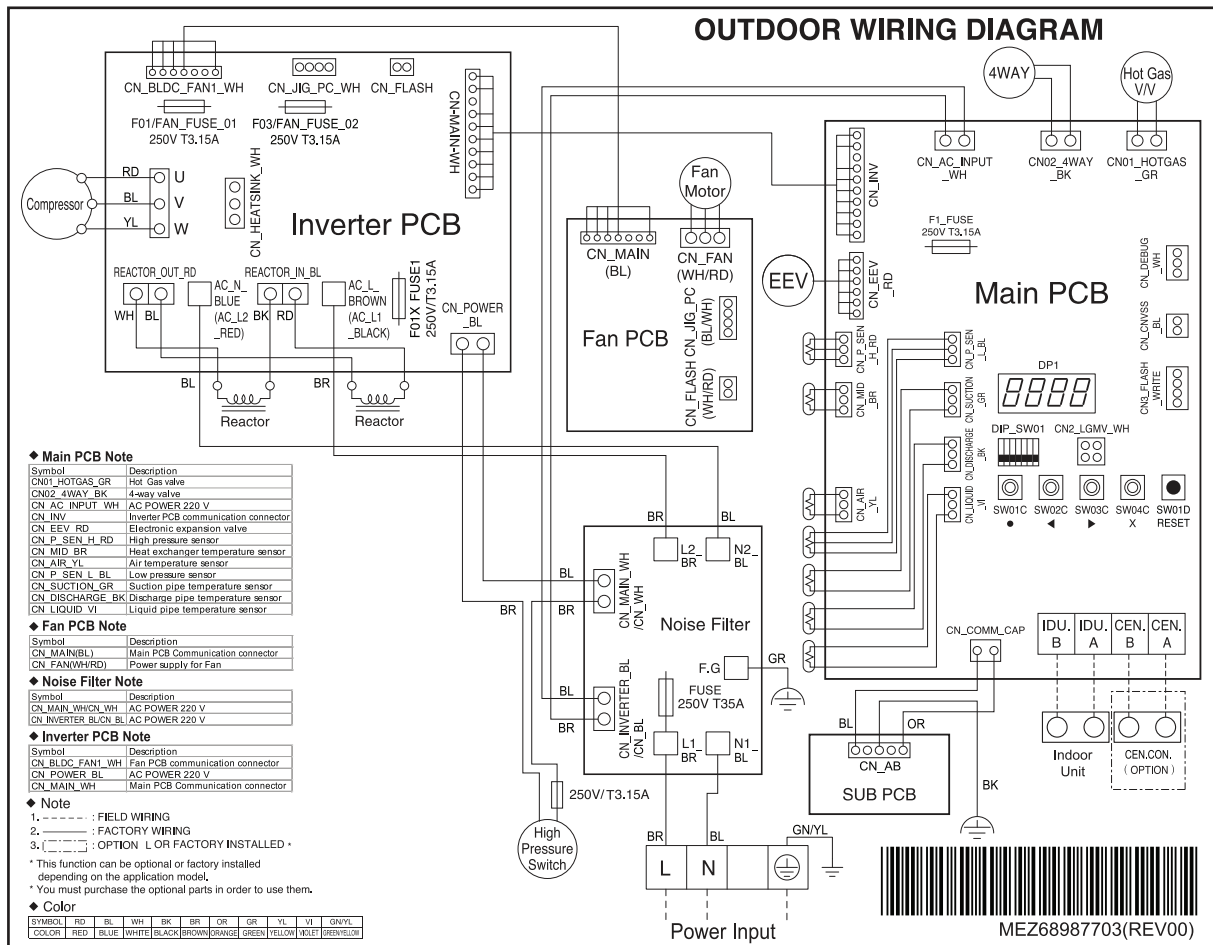 OUTDOOR WIRING DIAGRAM
CN_BLDC_FAN1_WH
CN_JIG_PC_WH
CN_FLASH
F01/FAN_FUSE_01
250V T3.15A
F03/FAN_FUSE_02
250V T3.15A
CN-MAIN-WH
Compressor
RD
BL
YL
U
V
W
CN_HEATSINK_WH
Inverter PCB
REACTOR_OUT_RD
REACTOR_IN_BL
WH
BL
AC_N_
BLUE
(AC_L2
_RED)
BK
RD
AC_L_
BROWN
(AC_L1
_BLACK)
F01X FUSE1
250V/T3.15A
CN_POWER
_BL
BL
BR
Reactor
Reactor
Fan
Motor
CN_MAIN
(BL)
CN_FAN
(WH/RD)
CN_JIG_PC
(BL/WH)
Fan PCB
CN_FLASH
(WH/RD)
4WAY
Hot Gas
V/V
CN_AC_INPUT
_WH
CN02_4WAY
_BK
CN01_HOTGAS
_GR
CN_INV
F1_FUSE
250V T3.15A
CN_DEBUG
_WH
EEV
CN_EEV
_RD
Main PCB
CN_CNVSS
_BL
CN_P_SEN
_H_RD
CN_P_SEN
_L_BL
DP1
CN3_FLASH
_WRITE
CN_MID
_BR
CN_SUCTION
_GR
DIP_SW01
CN2_LGMV_WH
CN_DISCHARGE
_BK
CN_AIR
_YL
CN_LIQUID
_VI
SW01C
SW02C
SW03C
SW04C
SW01D
● ◀ ▶ X RESET
◆ Main PCB Note
Symbol Description
CN01_HOTGAS_GR Hot Gas valve
CN02_4WAY_BK 4-way valve
CN_AC_INPUT_WH AC POWER 220 V
CN_INV Inverter PCB communication connector
CN_EEV_RD Electronic expansion valve
CN_P_SEN_H_RD High pressure sensor
CN_MID_BR Heat exchanger temperature sensor
CN_AIR_YL Air temperature sensor
CN_P_SEN_L_BL Low pressure sensor
CN_SUCTION_GR Suction pipe temperature sensor
CN_DISCHARGE_BK Discharge pipe temperature sensor
CN_LIQUID_VI Liquid pipe temperature sensor
◆ Fan PCB Note
Symbol Description
CN_MAIN(BL) Main PCB Communication connector
CN_FAN(WH/RD) Power supply for Fan
◆ Noise Filter Note
Symbol Description
CN_MAIN_WH/CN_WH AC POWER 220 V
CN_INVERTER_BL/CN_BL AC POWER 220 V
◆ Inverter PCB Note
Symbol Description
CN_BLDC_FAN1_WH Fan PCB communication connector
CN_POWER_BL AC POWER 220 V
CN_MAIN_WH Main PCB Communication connector
◆ Note
1. : FIELD WIRING
2. : FACTORY WIRING
3. : OPTION L OR FACTORY INSTALLED *
* This function can be optional or factory installed
depending on the application model.
* You must purchase the optional parts in order to use them.
◆ Color
SYMBOL RD BL WH BK BR OR GR YL VI GN/YL
COLOR RED BLUE WHITE BLACK BROWN ORANGE GREEN YELLOW VIOLET GREEN/YELLOW
BR
BL
L2_
BR
N2_
BL
BL
BR
BR
CN_MAIN_WH
/CN_WH
Noise Filter
F.G
GR
BL
BR
CN_INVERTER_BL
/CN_BL
FUSE
250V T35A
L1_
BR
N1_
BL
250V/T3.15A
High
Pressure
Switch
BR
BL
GN/YL
L
N
Power Input
CN_COMM_CAP
IDU.
B
IDU.
A
CEN.
B
CEN.
A
BL
OR
CN_AB
SUB PCB
BK
Indoor
Unit
CEN.CON.
( OPTION )
MEZ68987703(REV00)